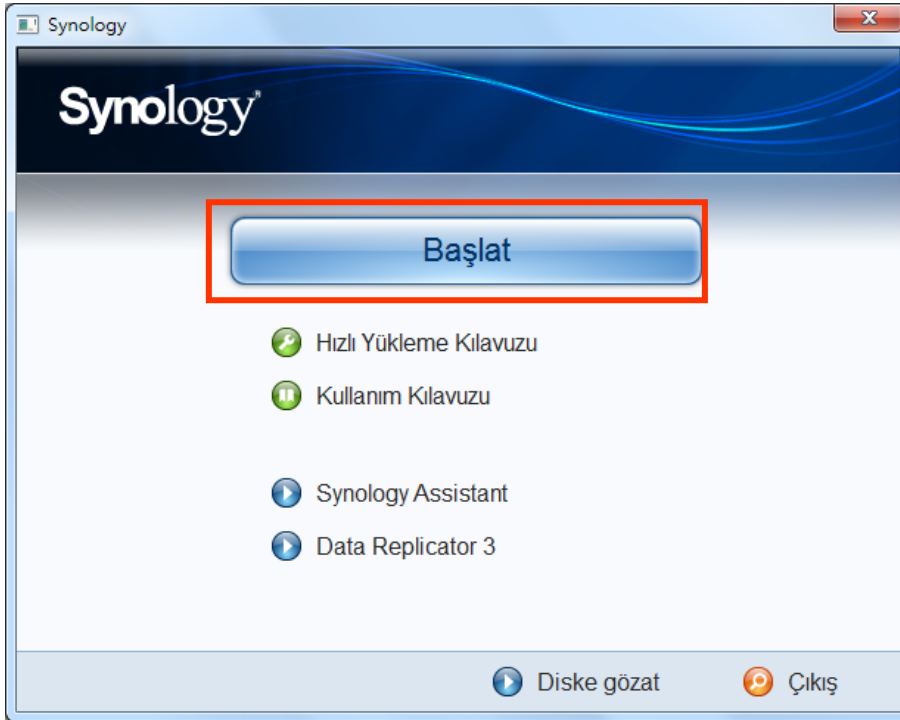 Synology
Synology
Başlat
Hızlı Yükleme Kılavuzu
Kullanım Kılavuzu
Synology Assistant
Data Replicator 3
Diske gözat
Çıkış